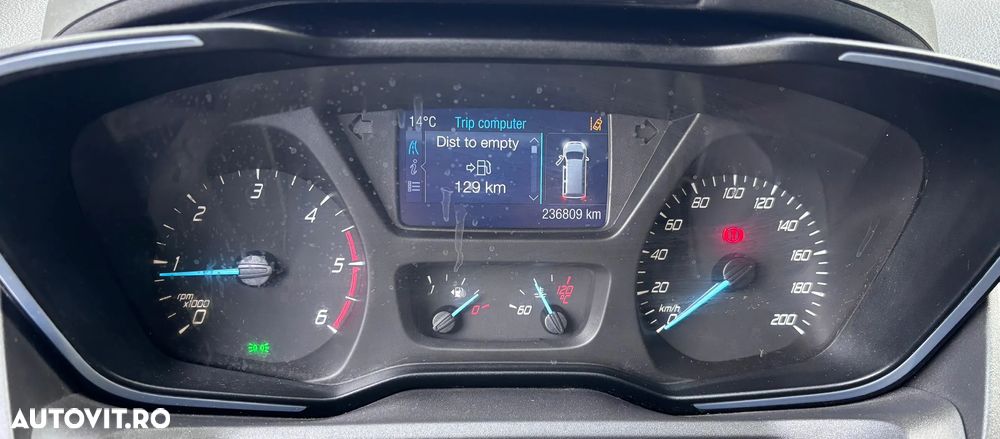 14°C Trip computer
Dist to empty
129 km
236809 km
0
1
2
3
4
5
6
rpm
x1000
0
60
120
°C
0
20
40
60
80
100
120
140
160
180
200
km/h
AUTOVIT.RO